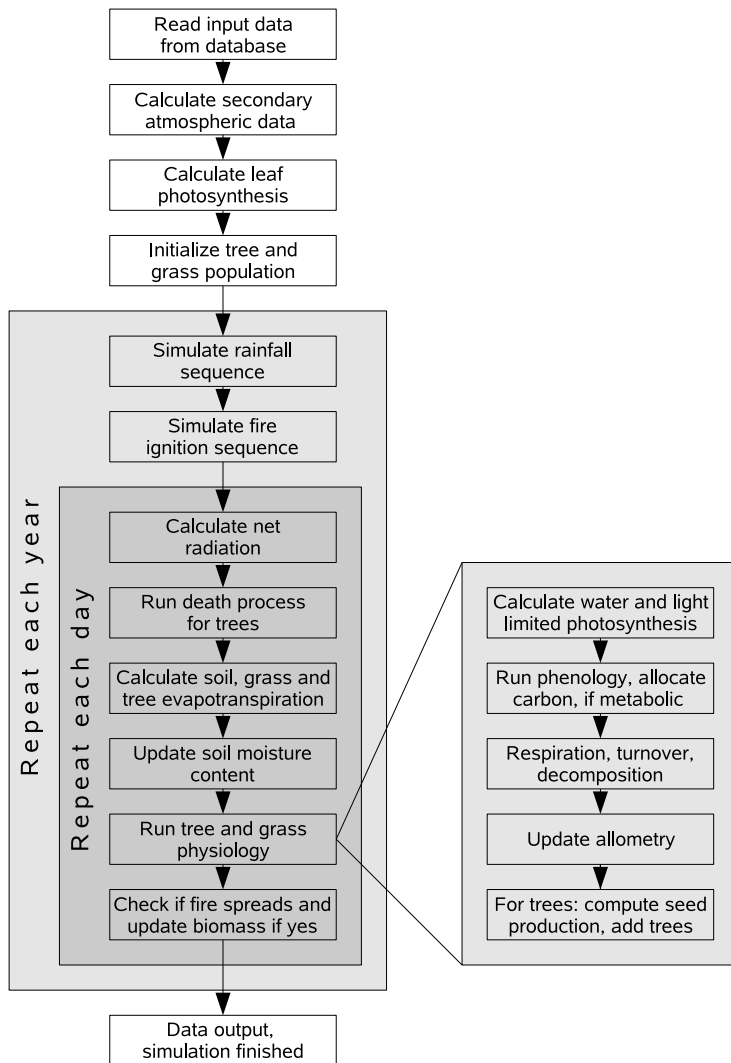 Read input data
from database
Calculate secondary
atmospheric data
Calculate leaf
photosynthesis
Initialize tree and
grass population
Repeat each year
Simulate rainfall
sequence
Simulate fire
ignition sequence
Repeat each day
Calculate net
radiation
Run death process
for trees
Calculate soil, grass and
tree evapotranspiration
Update soil moisture
content
Run tree and grass
physiology
Check if fire spreads and
update biomass if yes
Calculate water and light
limited photosynthesis
Run phenology, allocate
carbon, if metabolic
Respiration, turnover,
decomposition
Update allometry
For trees: compute seed
production, add trees
Data output,
simulation finished